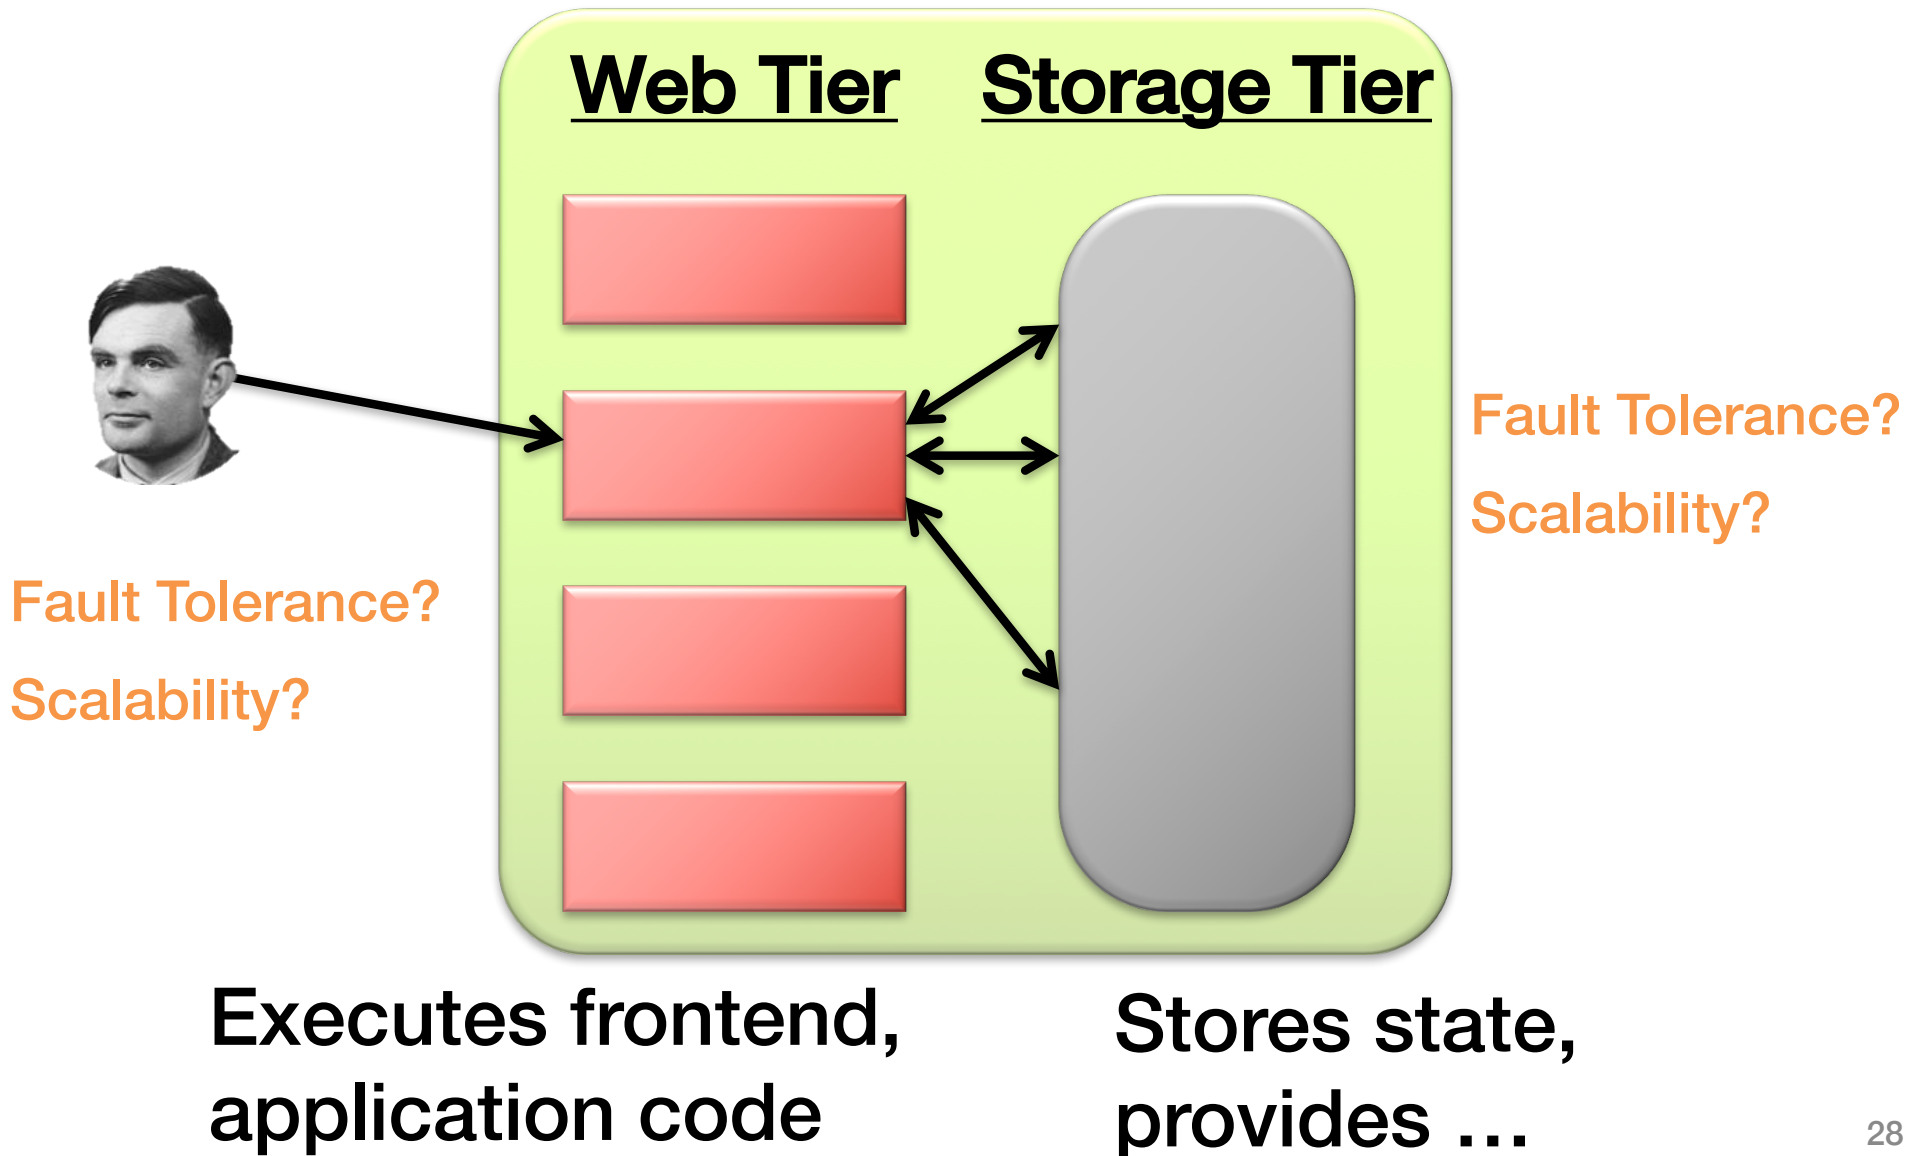 Web Tier
Storage Tier
Fault Tolerance?
Scalability?
Fault Tolerance?
Scalability?
Executes frontend,
application code
Stores state,
provides …
28